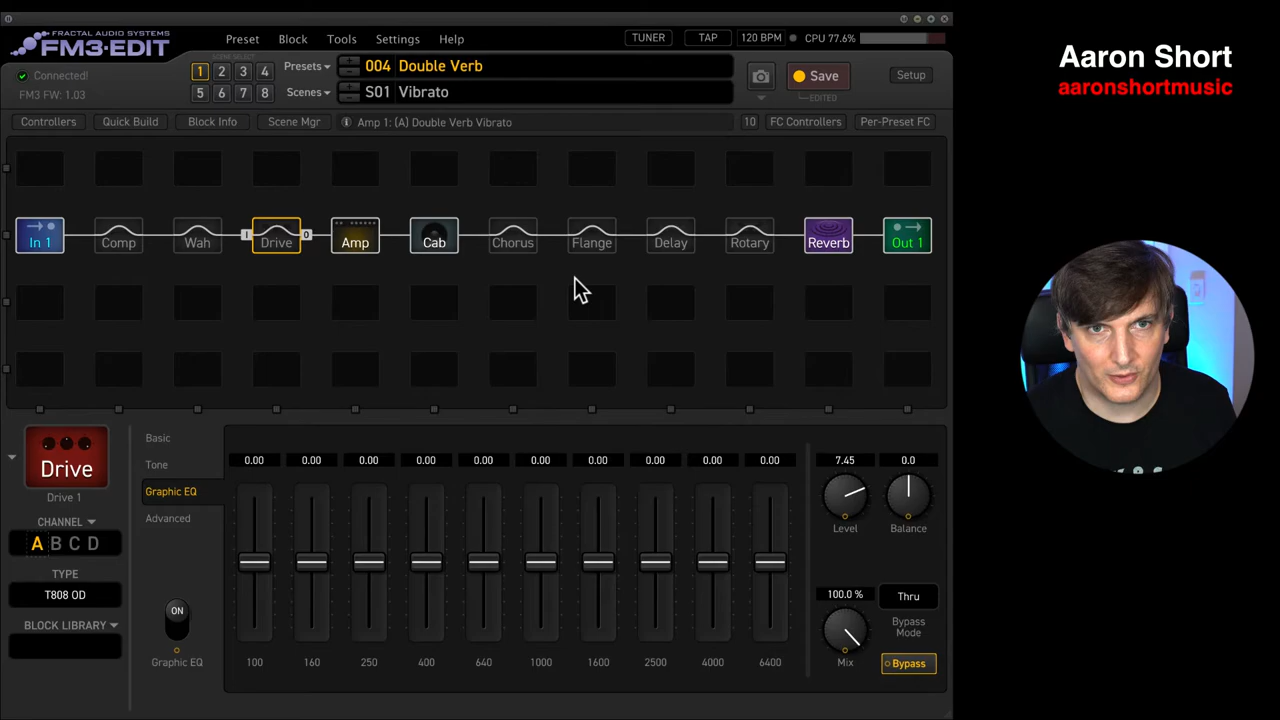 FRACTAL AUDIO SYSTEMS
FM3-EDIT
Preset Block Tools Settings Help
TUNER TAP 120 BPM CPU 77.6%
Connected!
FM3 FW: 1.03
SCENE SELECT
1 2 3 4
5 6 7 8
Presets 004 Double Verb
Scenes S01 Vibrato
Save
EDITED
Setup
Controllers Quick Build Block Info Scene Mgr Amp 1: (A) Double Verb Vibrato 10 FC Controllers Per-Preset FC
In 1 Comp Wah I Drive O Amp Cab Chorus Flange Delay Rotary Reverb Out 1
Drive
Drive 1
CHANNEL
A B C D
TYPE
T808 OD
BLOCK LIBRARY
Basic
Tone
Graphic EQ
Advanced
ON
Graphic EQ
0.00 0.00 0.00 0.00 0.00 0.00 0.00 0.00 0.00 0.00
100 160 250 400 640 1000 1600 2500 4000 6400
7.45 0.0
Level Balance
100.0 % Thru
Mix Bypass
Mode
Bypass
Aaron Short
aaronshortmusic